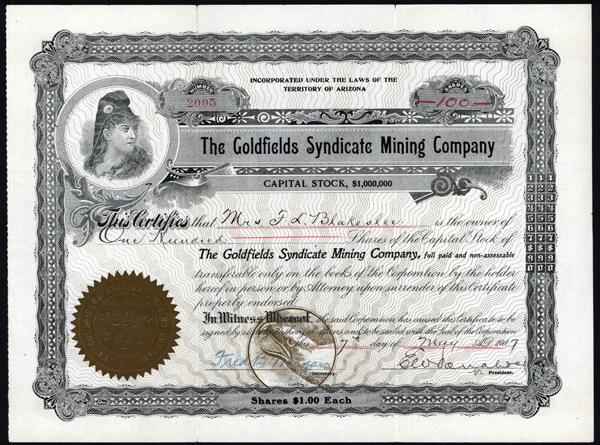 INCORPORATED UNDER THE LAWS OF THE
TERRITORY OF ARIZONA
NUMBER
2005
SHARES
—100—
The Goldfields Syndicate Mining Company
CAPITAL STOCK, $1,000,000
This Certifies that Mrs F. L. Blakeslee is the owner of
One Hundred Shares of the Capital Stock of
The Goldfields Syndicate Mining Company, full paid and non-assessable
transferable only on the books of the Corporation by the holder
hereof in person or by Attorney upon surrender of this Certificate
properly endorsed.
In Witness Whereof, the said Corporation has caused this Certificate to be
signed by its authorized officers and to be sealed with the Seal of the Corporation
this 7th day of May 1907
Fred
Secretary.
President.
Shares $1.00 Each